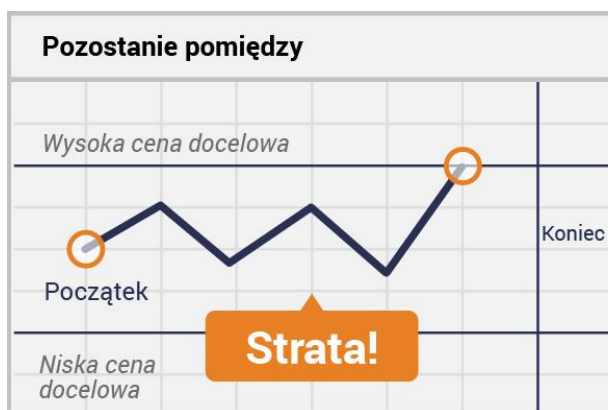 Pozostanie pomiędzy
Wysoka cena docelowa
Koniec
Początek
Strata!
Niska cena
docelowa